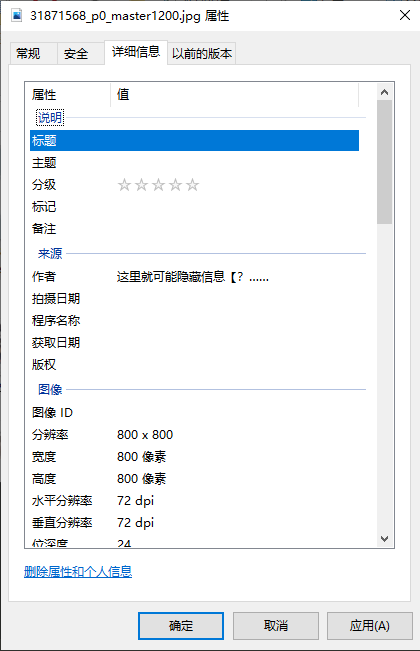 31871568_p0_master1200.jpg 属性
常规 安全 详细信息 以前的版本
属性 值
说明
标题
主题
分级 ☆☆☆☆☆
标记
备注
来源
作者 这里就可能隐藏信息【? ......
拍摄日期
程序名称
获取日期
版权
图像
图像 ID
分辨率 800 x 800
宽度 800 像素
高度 800 像素
水平分辨率 72 dpi
垂直分辨率 72 dpi
位深度 24
删除属性和个人信息
确定 取消 应用(A)